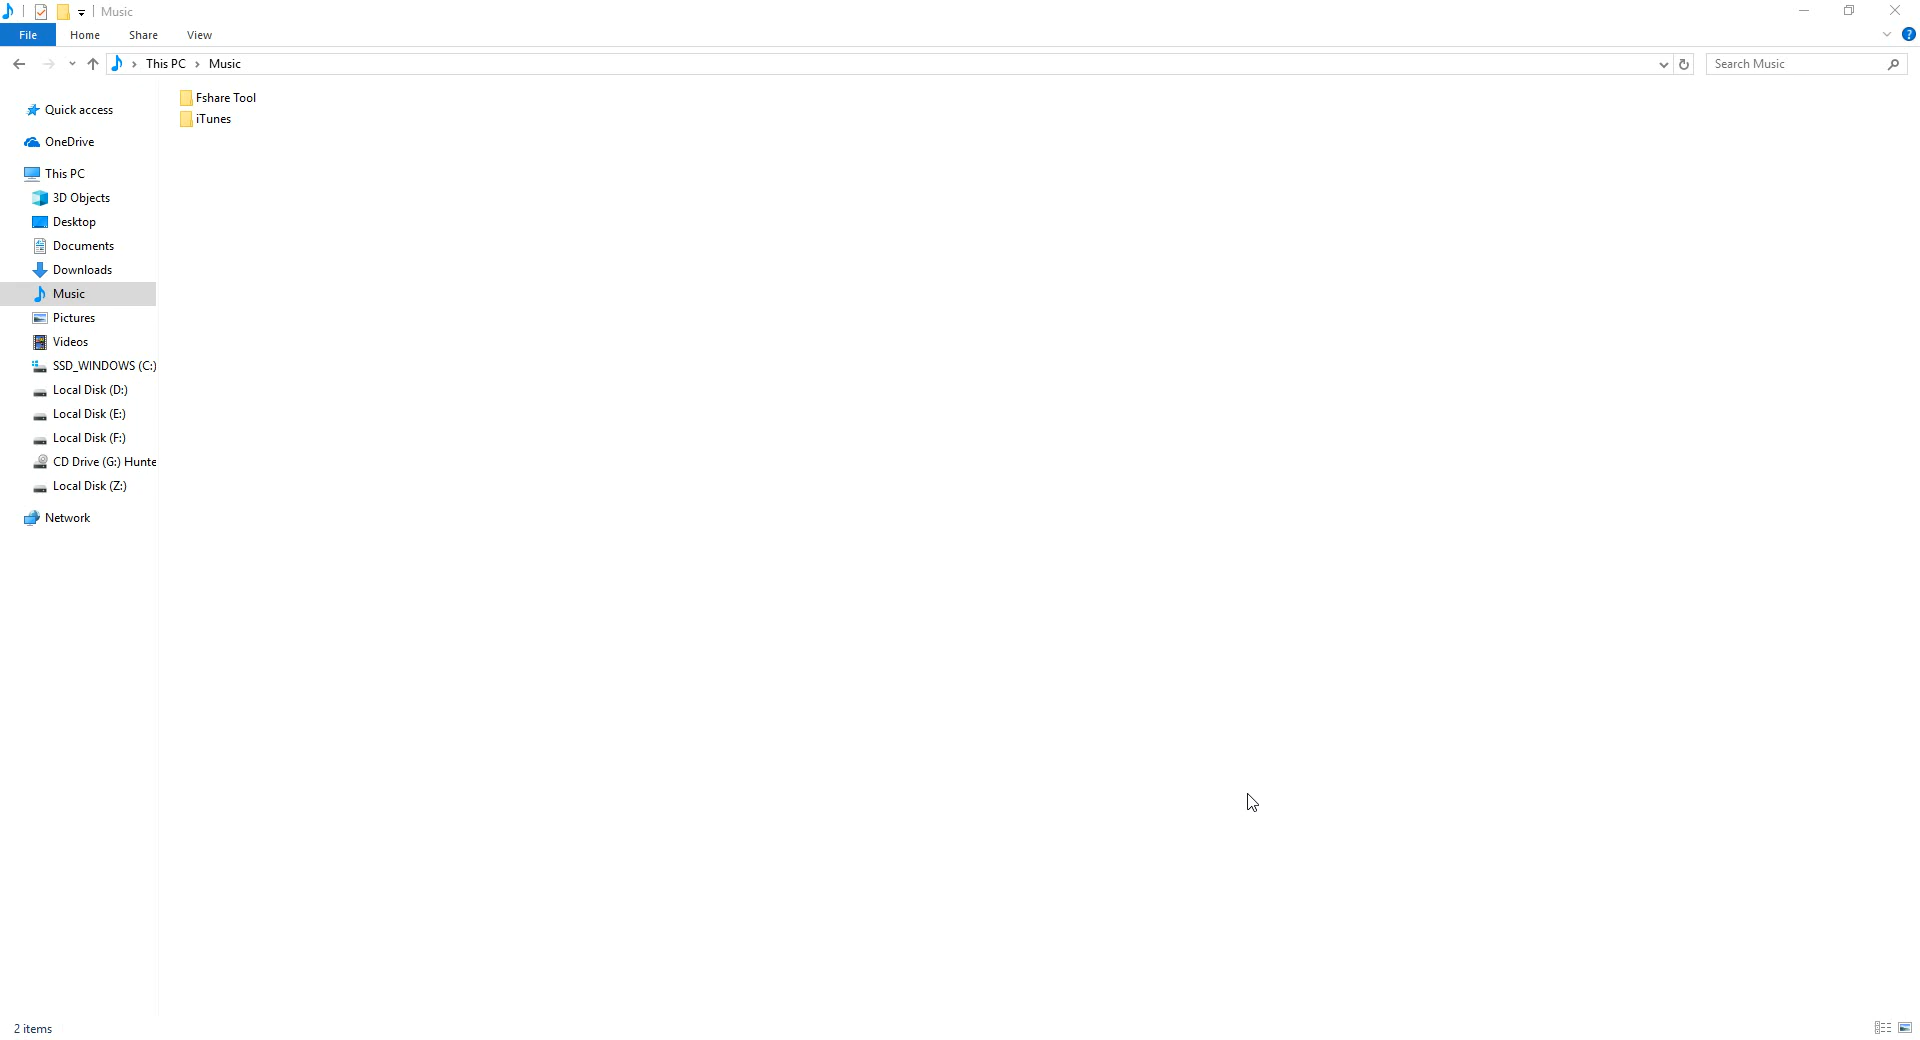 Music
File Home Share View
This PC Music
Search Music
Quick access
OneDrive
This PC
3D Objects
Desktop
Documents
Downloads
Music
Pictures
Videos
SSD_WINDOWS (C:)
Local Disk (D:)
Local Disk (E:)
Local Disk (F:)
CD Drive (G:) Hunte
Local Disk (Z:)
Network
Fshare Tool
iTunes
2 items